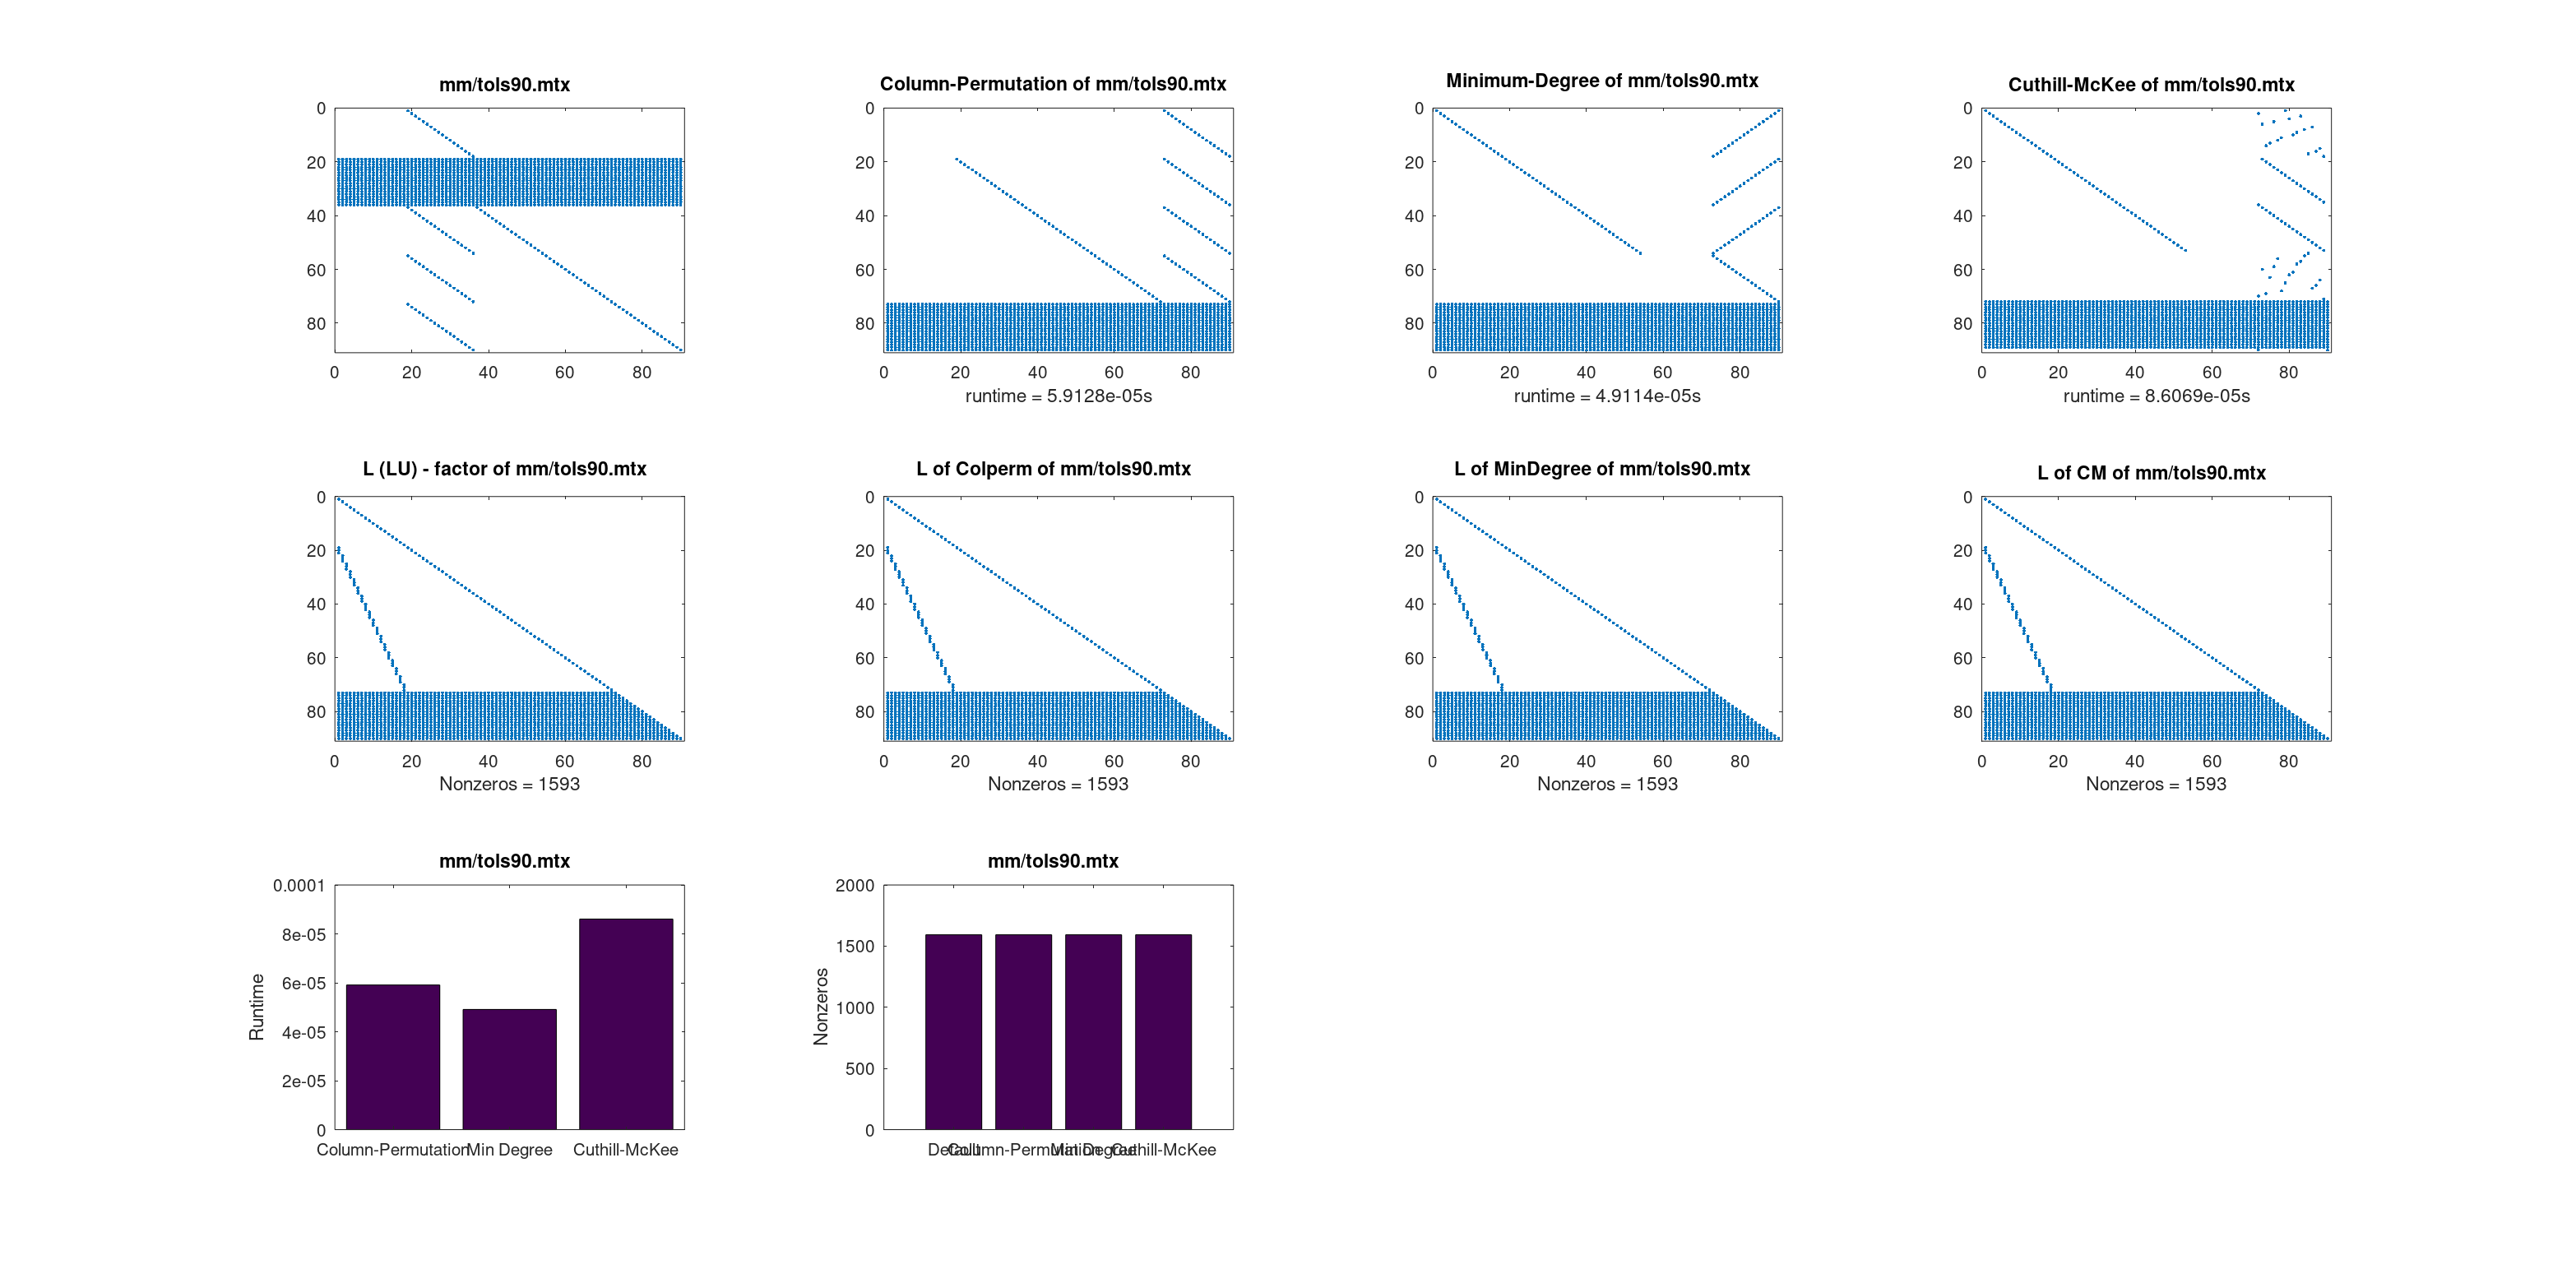 mm/tols90.mtx
0
20
40
60
80
0 20 40 60 80
Column-Permutation of mm/tols90.mtx
0
20
40
60
80
0 20 40 60 80
runtime = 5.9128e-05s
Minimum-Degree of mm/tols90.mtx
0
20
40
60
80
0 20 40 60 80
runtime = 4.9114e-05s
Cuthill-McKee of mm/tols90.mtx
0
20
40
60
80
0 20 40 60 80
runtime = 8.6069e-05s
L (LU) - factor of mm/tols90.mtx
0
20
40
60
80
0 20 40 60 80
Nonzeros = 1593
L of Colperm of mm/tols90.mtx
0
20
40
60
80
0 20 40 60 80
Nonzeros = 1593
L of MinDegree of mm/tols90.mtx
0
20
40
60
80
0 20 40 60 80
Nonzeros = 1593
L of CM of mm/tols90.mtx
0
20
40
60
80
0 20 40 60 80
Nonzeros = 1593
mm/tols90.mtx
Runtime
0.0001
8e-05
6e-05
4e-05
2e-05
0
Column-Permutation Min Degree Cuthill-McKee
mm/tols90.mtx
Nonzeros
2000
1500
1000
500
0
Default Column-Permutation Min Degree Cuthill-McKee